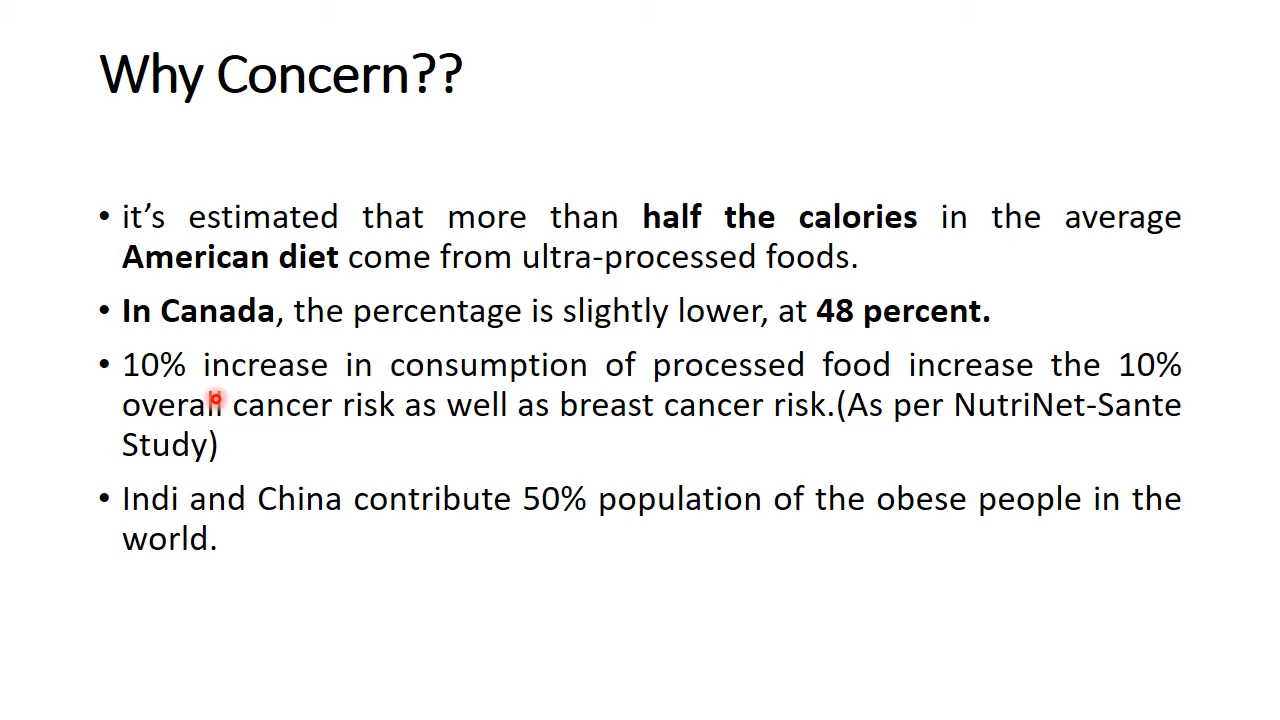 Why Concern??
• it's estimated that more than half the calories in the average
American diet come from ultra-processed foods.
• In Canada, the percentage is slightly lower, at 48 percent.
• 10% increase in consumption of processed food increase the 10%
overall cancer risk as well as breast cancer risk.(As per NutriNet-Sante
Study)
• Indi and China contribute 50% population of the obese people in the
world.